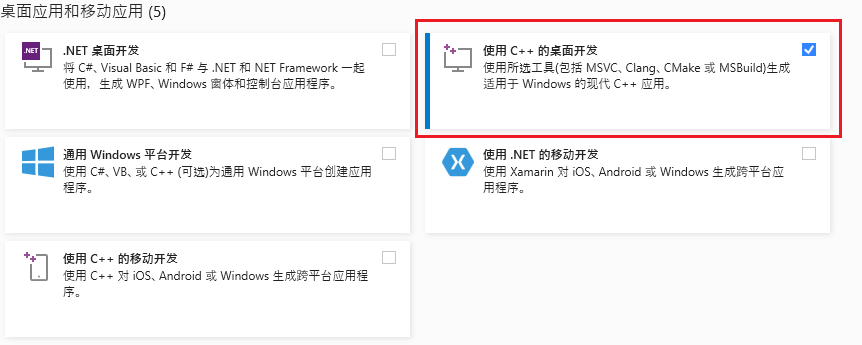 桌面应用和移动应用 (5)
.NET 桌面开发
将 C#、Visual Basic 和 F# 与 .NET 和 NET Framework 一起
使用，生成 WPF、Windows 窗体和控制台应用程序。
使用 C++ 的桌面开发
使用所选工具(包括 MSVC、Clang、CMake 或 MSBuild)生成
适用于 Windows 的现代 C++ 应用。
通用 Windows 平台开发
使用 C#、VB、或 C++ (可选)为通用 Windows 平台创建应用
程序。
使用 .NET 的移动开发
使用 Xamarin 对 iOS、Android 或 Windows 生成跨平台应
用程序。
使用 C++ 的移动开发
使用 C++ 对 iOS、Android 或 Windows 生成跨平台应用程
序。